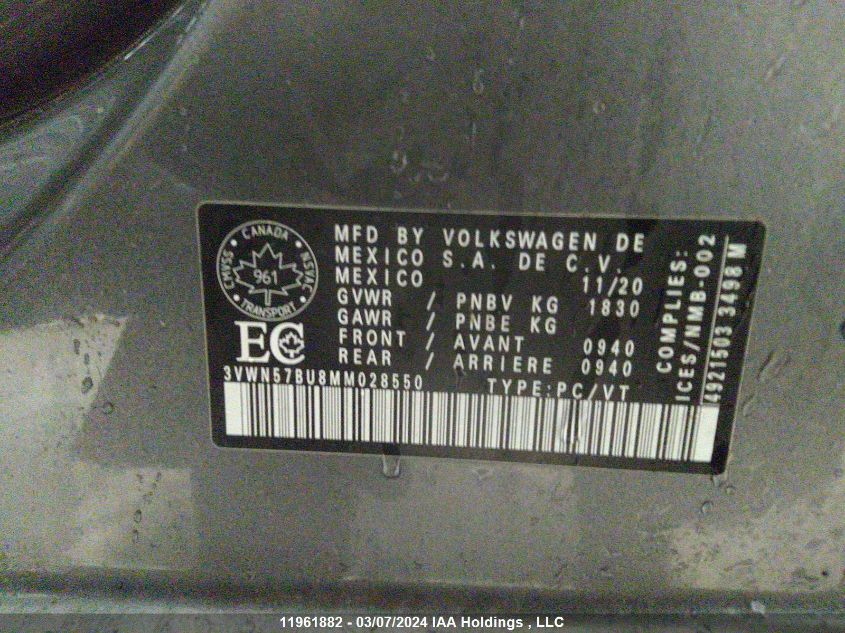 CANADA
CMVSS NSVAC
961
TRANSPORT
EC
MFD BY VOLKSWAGEN DE
MEXICO S.A. DE C.V.
MEXICO 11/20
GVWR / PNBV KG 1830
GAWR / PNBE KG
FRONT / AVANT 0940
REAR / ARRIERE 0940
3VWN57BU8MM028550 TYPE:PC/VT
COMPLIES:
ICES/NMB-002
4921503 3498 M
11961882 - 03/07/2024 IAA Holdings , LLC